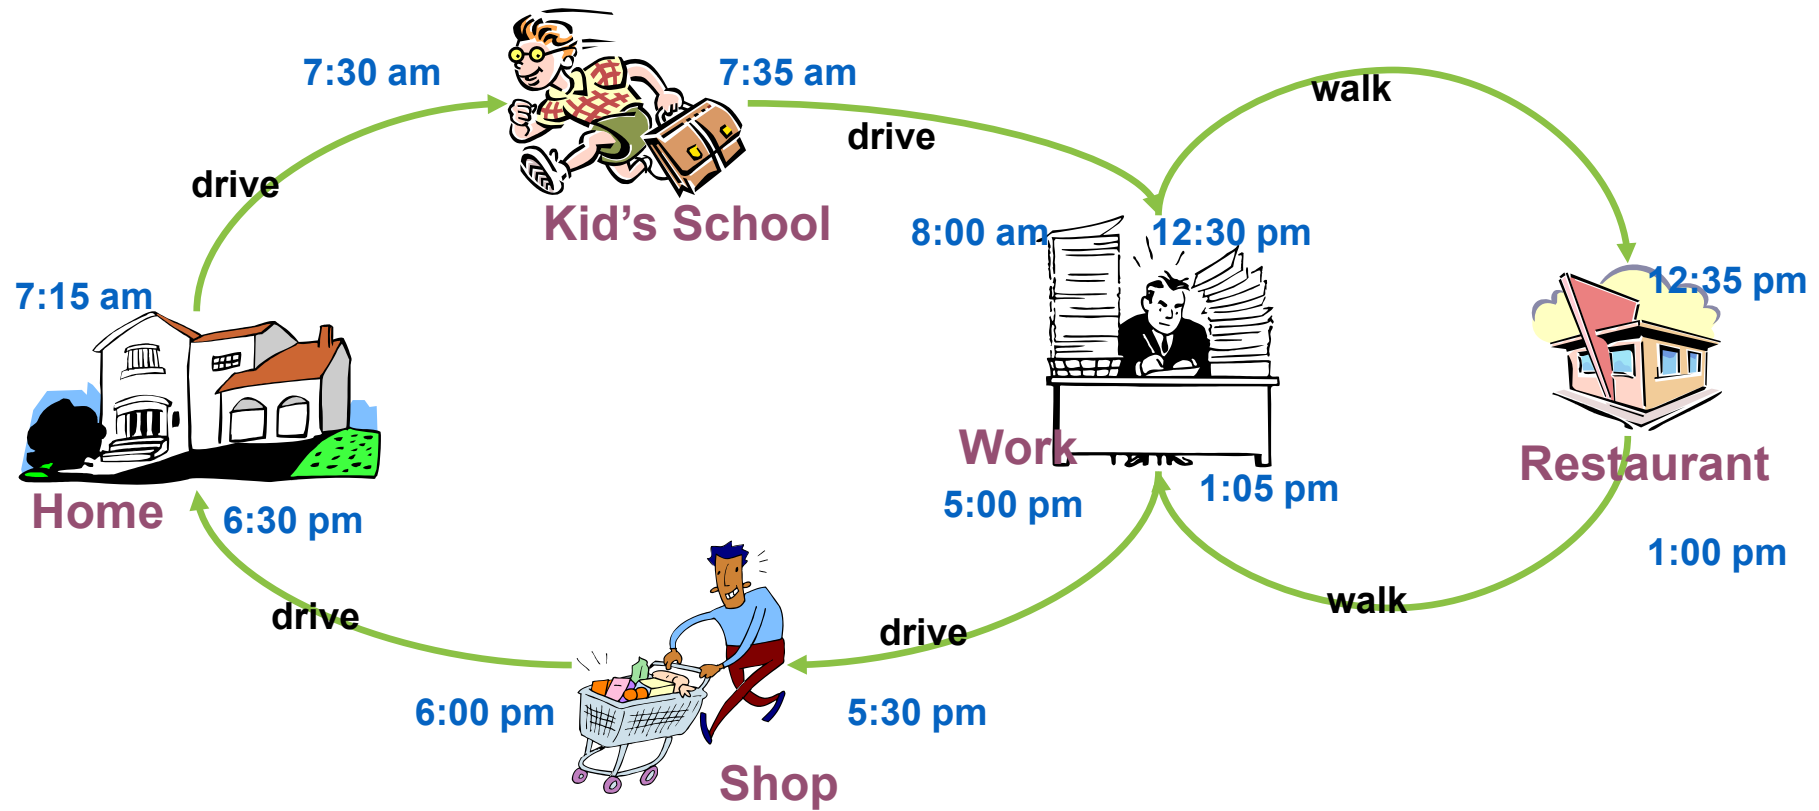 7:30 am
7:35 am
walk
drive
drive
Kid's School
8:00 am
12:30 pm
7:15 am
12:35 pm
Work
Restaurant
Home
6:30 pm
5:00 pm
1:05 pm
1:00 pm
drive
drive
walk
6:00 pm
5:30 pm
Shop